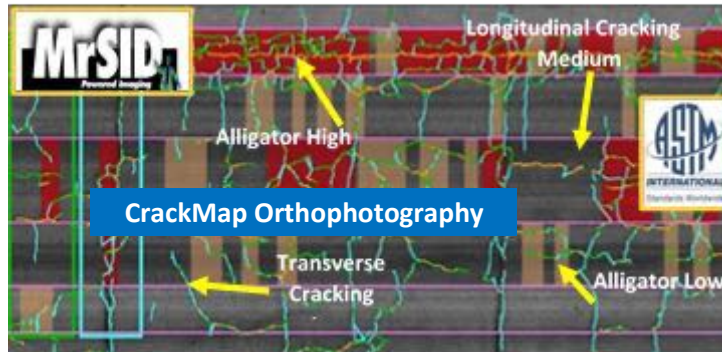 MrSID
Powered Imaging
Longitudinal Cracking
Medium
Alligator High
ASTM
INTERNATIONAL
Standards Worldwide
CrackMap Orthophotography
Transverse
Cracking
Alligator Low